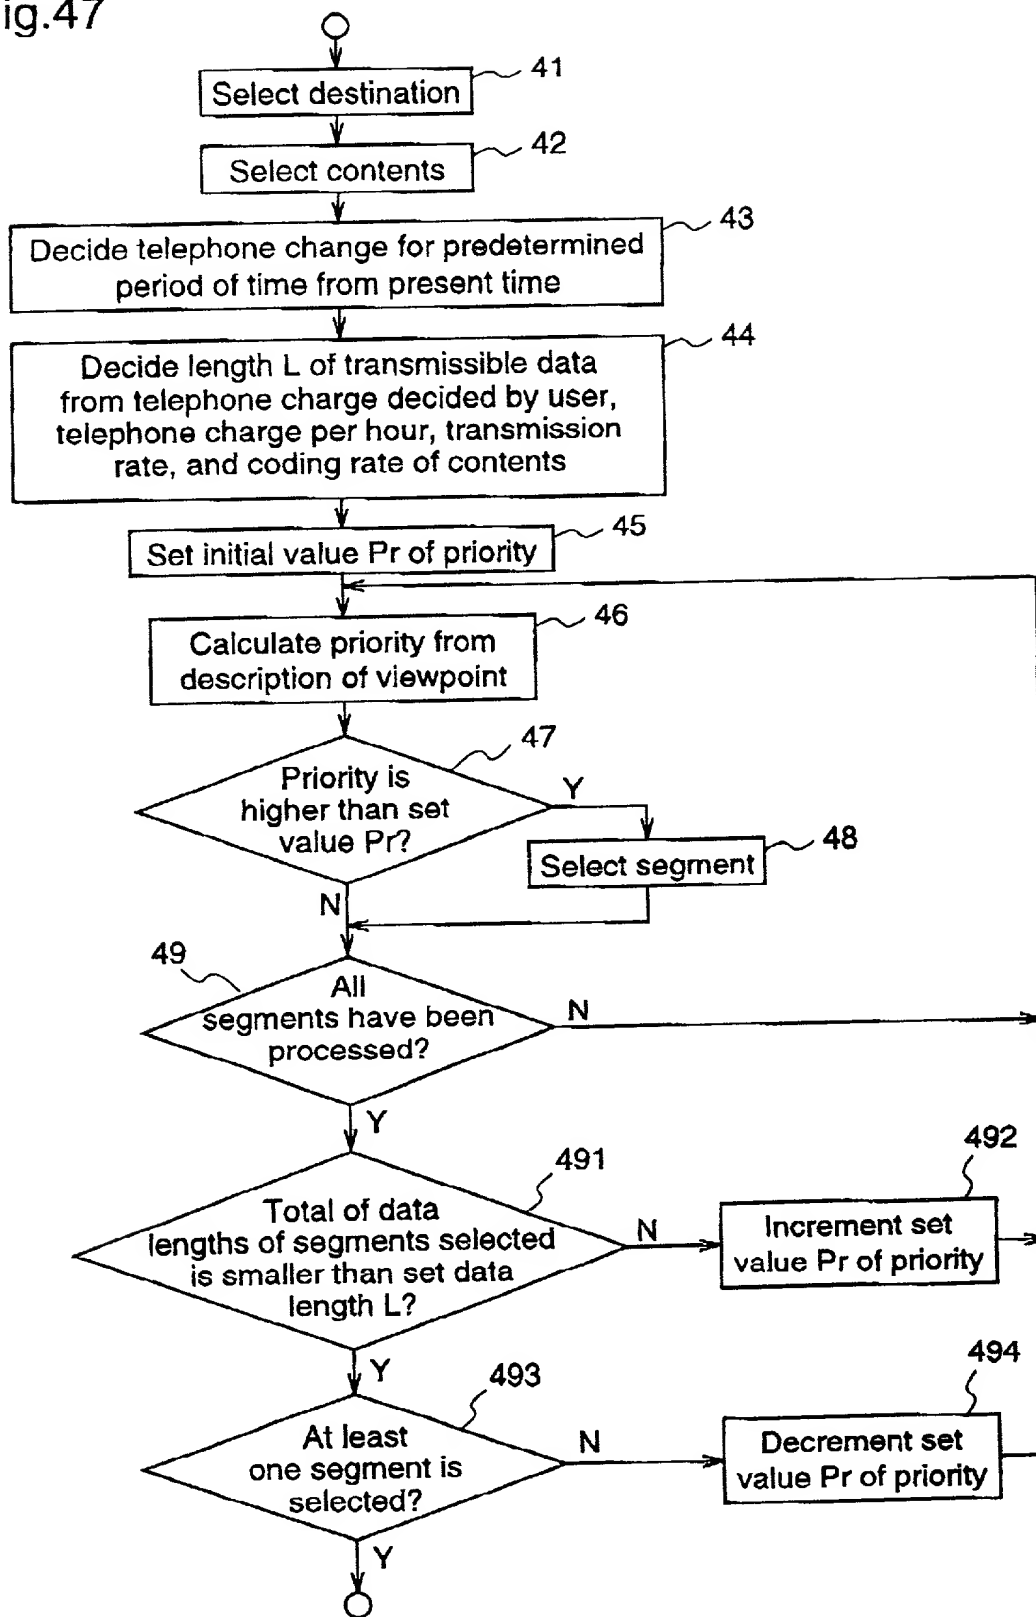 ig.47
41
Select destination
42
Select contents
43
Decide telephone change for predetermined
period of time from present time
44
Decide length L of transmissible data
from telephone charge decided by user,
telephone charge per hour, transmission
rate, and coding rate of contents
45
Set initial value Pr of priority
46
Calculate priority from
description of viewpoint
47
Priority is
higher than set
value Pr?
Y
48
Select segment
N
49
All
segments have been
processed?
N
Y
491
492
Total of data
lengths of segments selected
is smaller than set data
length L?
N
Increment set
value Pr of priority
Y
493
494
At least
one segment is
selected?
N
Decrement set
value Pr of priority
Y